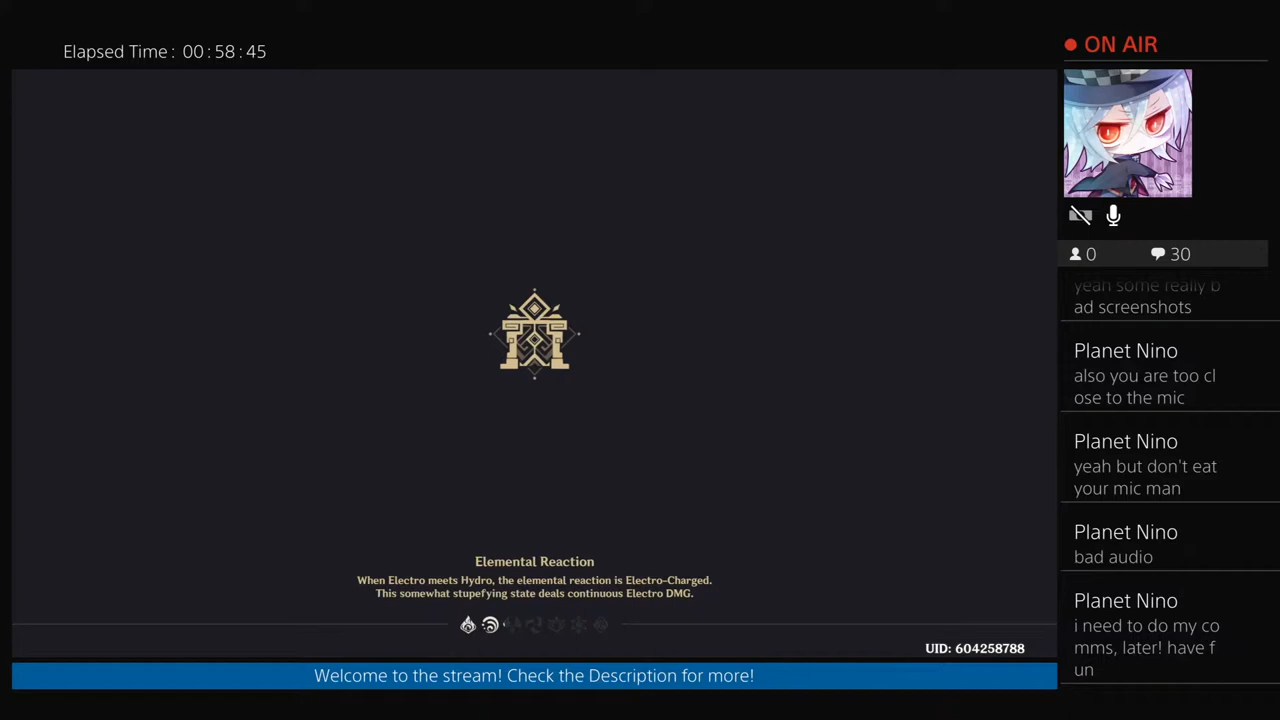 Elapsed Time : 00 : 58 : 45
ON AIR
0 30
yeah some really b
ad screenshots
Planet Nino
also you are too cl
ose to the mic
Planet Nino
yeah but don't eat
your mic man
Planet Nino
bad audio
Planet Nino
i need to do my co
mms, later! have f
un
Elemental Reaction
When Electro meets Hydro, the elemental reaction is Electro-Charged.
This somewhat stupefying state deals continuous Electro DMG.
UID: 604258788
Welcome to the stream! Check the Description for more!